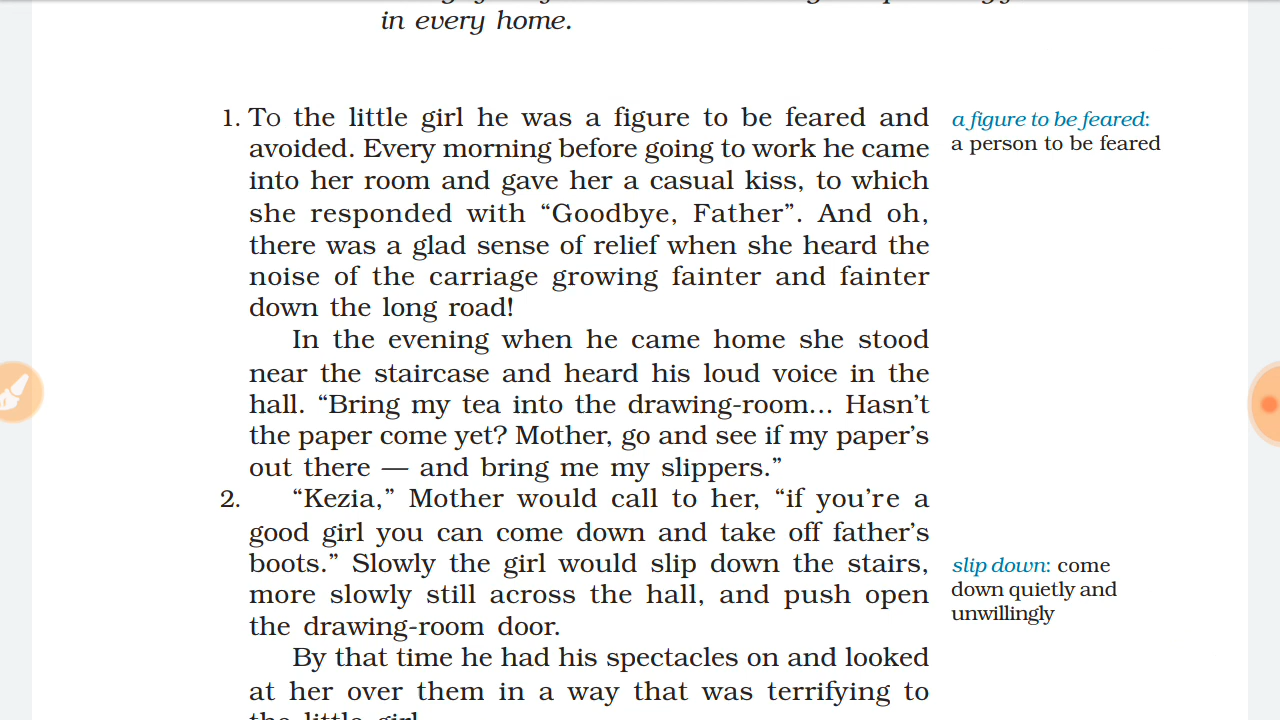 in every home.
1. To the little girl he was a figure to be feared and
avoided. Every morning before going to work he came
into her room and gave her a casual kiss, to which
she responded with “Goodbye, Father”. And oh,
there was a glad sense of relief when she heard the
noise of the carriage growing fainter and fainter
down the long road!
In the evening when he came home she stood
near the staircase and heard his loud voice in the
hall. “Bring my tea into the drawing-room... Hasn’t
the paper come yet? Mother, go and see if my paper’s
out there — and bring me my slippers.”
2. “Kezia,” Mother would call to her, “if you’re a
good girl you can come down and take off father’s
boots.” Slowly the girl would slip down the stairs,
more slowly still across the hall, and push open
the drawing-room door.
By that time he had his spectacles on and looked
at her over them in a way that was terrifying to
the little girl.
a figure to be feared:
a person to be feared
slip down: come
down quietly and
unwillingly